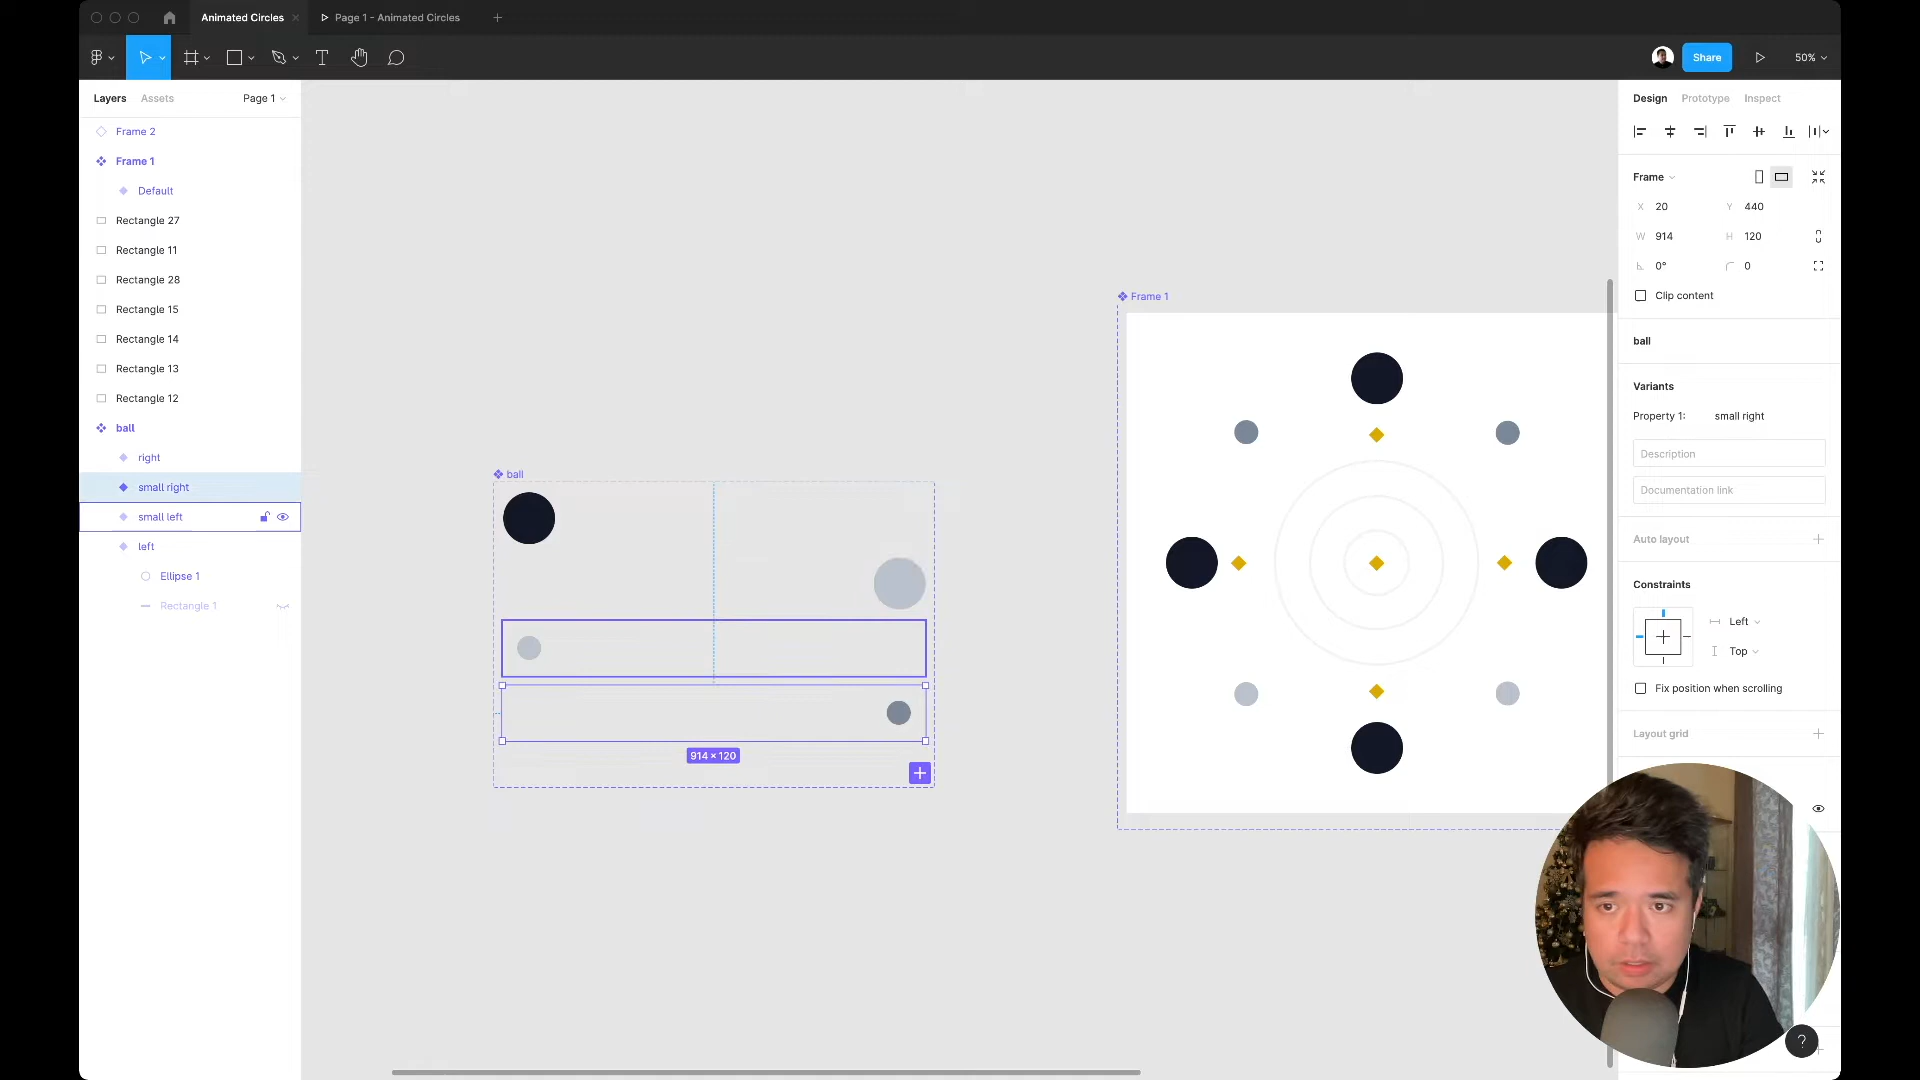 Animated Circles
Page 1 - Animated Circles
Share
50%
Layers
Assets
Page 1
Design
Prototype
Inspect
Frame 2
Frame 1
Default
Rectangle 27
Rectangle 11
Rectangle 28
Rectangle 15
Rectangle 14
Rectangle 13
Rectangle 12
ball
right
small right
small left
left
Ellipse 1
Rectangle 1
ball
914 × 120
Frame 1
Frame
X 20
Y 440
W 914
H 120
0°
0
Clip content
ball
Variants
Property 1: small right
Description
Documentation link
Auto layout
Constraints
Left
Top
Fix position when scrolling
Layout grid
?